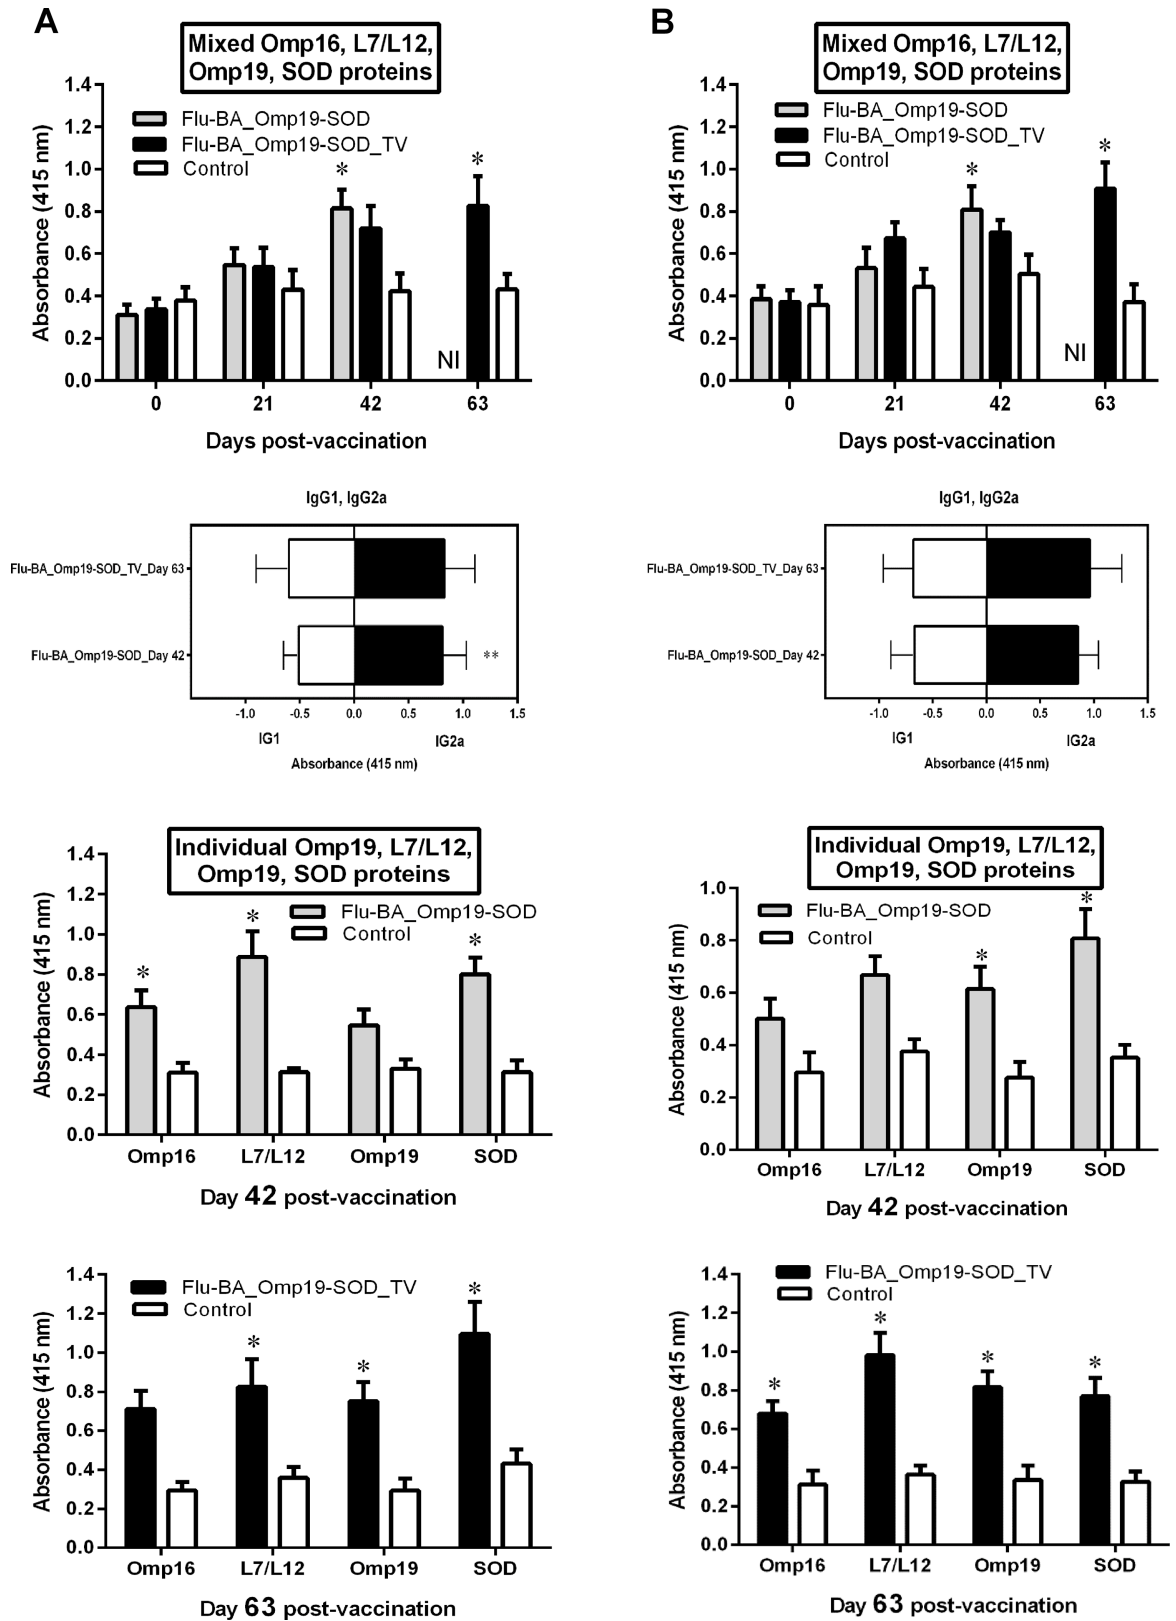 A
Mixed Omp16, L7/L12,
Omp19, SOD proteins
1.4
1.2
1.0
0.8
0.6
0.4
0.2
0.0
Absorbance (415 nm)
Flu-BA_Omp19-SOD
Flu-BA_Omp19-SOD_TV
Control
*
*
NI
0 21 42 63
Days post-vaccination
IgG1, IgG2a
Flu-BA_Omp19-SOD_TV_Day 63
Flu-BA_Omp19-SOD_Day 42
**
-1.0 -0.5 0.0 0.5 1.0 1.5
IG1 IG2a
Absorbance (415 nm)
Individual Omp19, L7/L12,
Omp19, SOD proteins
1.4
1.2
1.0
0.8
0.6
0.4
0.2
0.0
Absorbance (415 nm)
Flu-BA_Omp19-SOD
Control
*
*
*
Omp16 L7/L12 Omp19 SOD
Day 42 post-vaccination
1.4
1.2
1.0
0.8
0.6
0.4
0.2
0.0
Absorbance (415 nm)
Flu-BA_Omp19-SOD_TV
Control
*
*
*
Omp16 L7/L12 Omp19 SOD
Day 63 post-vaccination
B
Mixed Omp16, L7/L12,
Omp19, SOD proteins
1.4
1.2
1.0
0.8
0.6
0.4
0.2
0.0
Absorbance (415 nm)
Flu-BA_Omp19-SOD
Flu-BA_Omp19-SOD_TV
Control
*
*
NI
0 21 42 63
Days post-vaccination
IgG1, IgG2a
Flu-BA_Omp19-SOD_TV_Day 63
Flu-BA_Omp19-SOD_Day 42
-1.0 -0.5 0.0 0.5 1.0 1.5
IG1 IG2a
Absorbance (415 nm)
Individual Omp19, L7/L12,
Omp19, SOD proteins
1.0
0.8
0.6
0.4
0.2
0.0
Absorbance (415 nm)
Flu-BA_Omp19-SOD
Control
*
*
Omp16 L7/L12 Omp19 SOD
Day 42 post-vaccination
1.4
1.2
1.0
0.8
0.6
0.4
0.2
0.0
Absorbance (415 nm)
Flu-BA_Omp19-SOD_TV
Control
*
*
*
*
Omp16 L7/L12 Omp19 SOD
Day 63 post-vaccination